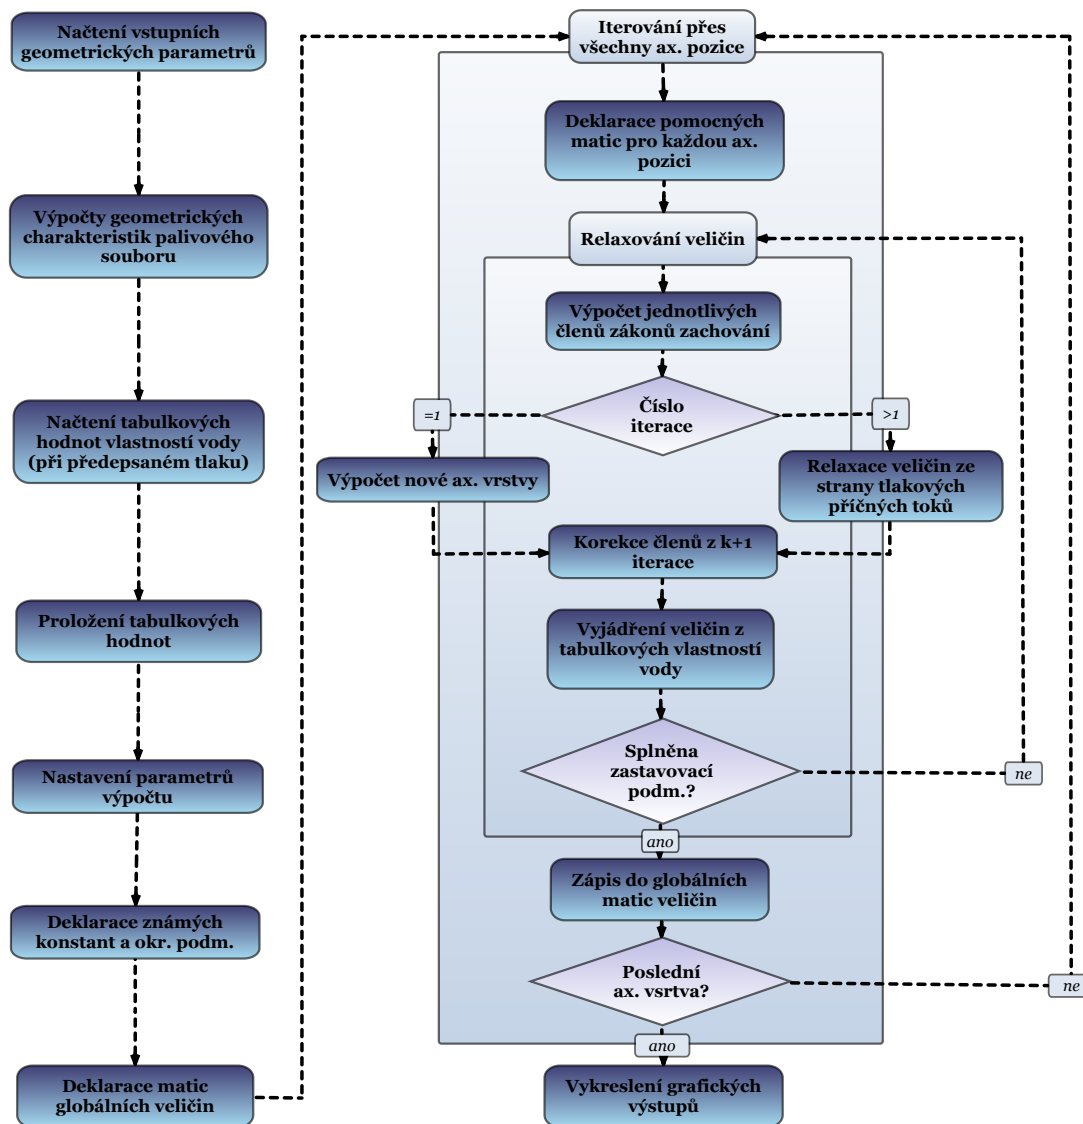 Načtení vstupních
geometrických parametrů
Výpočty geometrických
charakteristik palivového
souboru
Načtení tabulkových
hodnot vlastností vody
(při předepsaném tlaku)
Proložení tabulkových
hodnot
Nastavení parametrů
výpočtu
Deklarace známých
konstant a okr. podm.
Deklarace matic
globálních veličin
Iterování přes
všechny ax. pozice
Deklarace pomocných
matic pro každou ax.
pozici
Relaxování veličin
Výpočet jednotlivých
členů zákonů zachování
Číslo
iterace
=1
>1
Výpočet nové ax. vrstvy
Relaxace veličin ze
strany tlakových
příčných toků
Korekce členů z k+1
iterace
Vyjádření veličin z
tabulkových vlastností
vody
Splněna
zastavovací
podm.?
ne
ano
Zápis do globálních
matic veličin
Poslední
ax. vsrtva?
ne
ano
Vykreslení grafických
výstupů